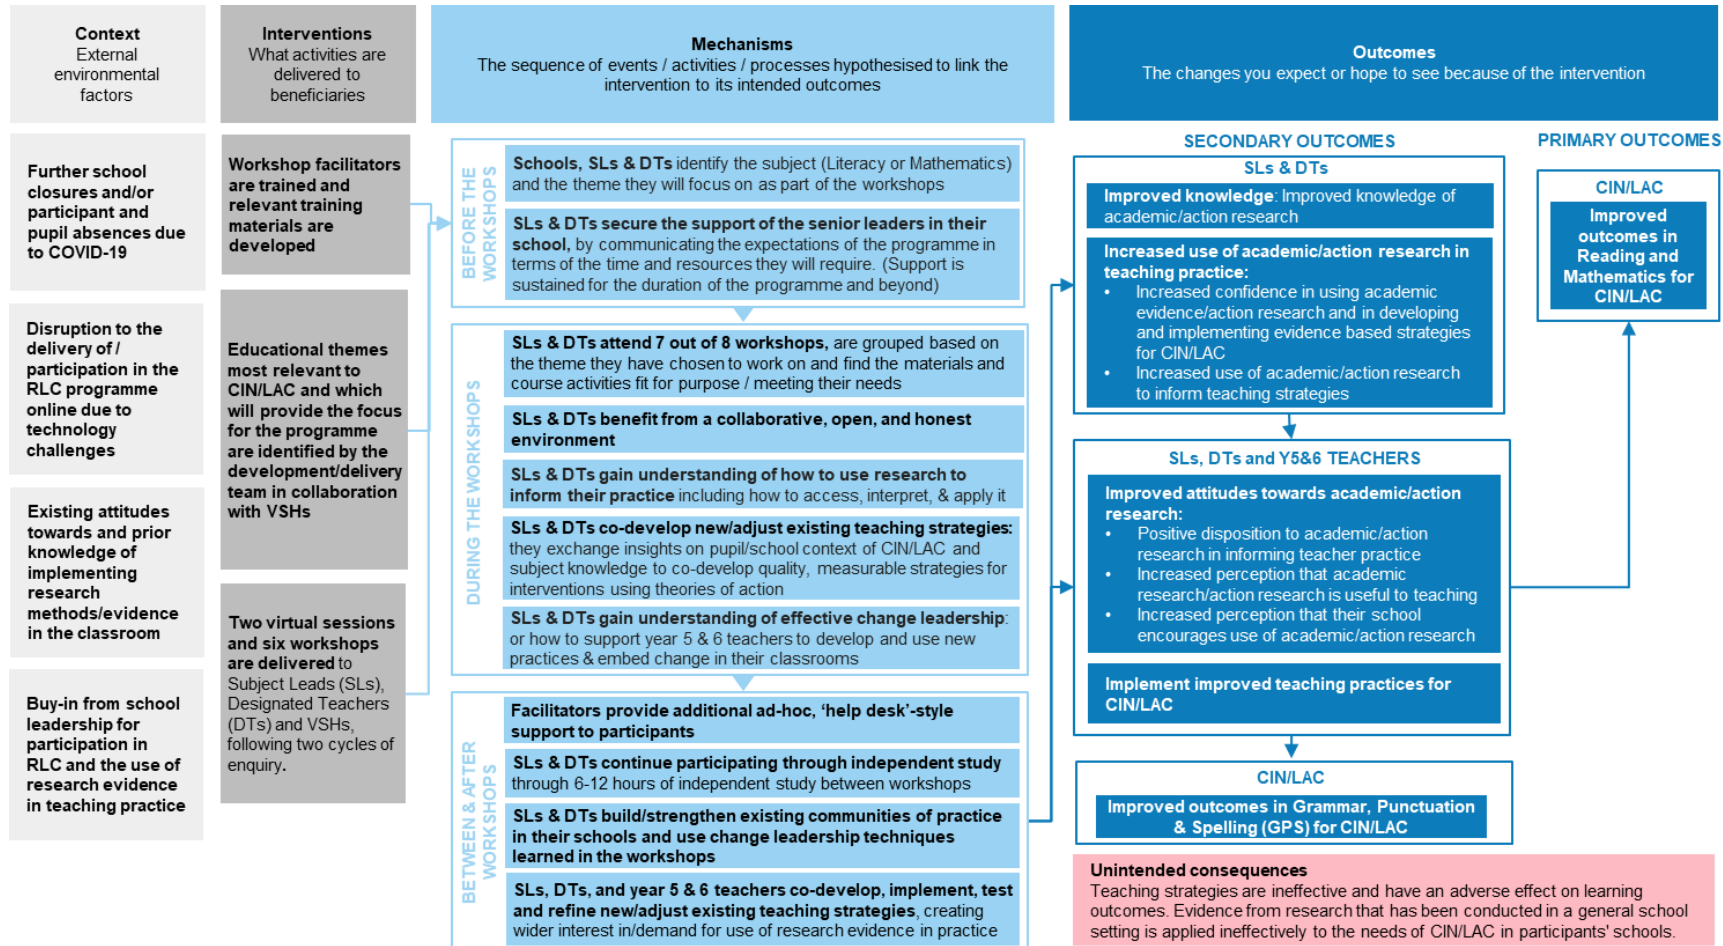 Context
External
environmental
factors
Interventions
What activities are
delivered to
beneficiaries
Mechanisms
The sequence of events / activities / processes hypothesised to link the
intervention to its intended outcomes
Outcomes
The changes you expect or hope to see because of the intervention
Further school
closures and/or
participant and
pupil absences due
to COVID-19
Disruption to the
delivery of /
participation in the
RLC programme
online due to
technology
challenges
Existing attitudes
towards and prior
knowledge of
implementing
research
methods/evidence
in the classroom
Buy-in from school
leadership for
participation in
RLC and the use of
research evidence
in teaching practice
Workshop facilitators
are trained and
relevant training
materials are
developed
Educational themes
most relevant to
CIN/LAC and which
will provide the focus
for the programme
are identified by the
development/delivery
team in collaboration
with VSHs
Two virtual sessions
and six workshops
are delivered to
Subject Leads (SLs),
Designated Teachers
(DTs) and VSHs,
following two cycles of
enquiry.
BEFORE THE
WORKSHOPS
Schools, SLs & DTs identify the subject (Literacy or Mathematics)
and the theme they will focus on as part of the workshops
SLs & DTs secure the support of the senior leaders in their
school, by communicating the expectations of the programme in
terms of the time and resources they will require. (Support is
sustained for the duration of the programme and beyond)
DURING THE WORKSHOPS
SLs & DTs attend 7 out of 8 workshops, are grouped based on
the theme they have chosen to work on and find the materials and
course activities fit for purpose / meeting their needs
SLs & DTs benefit from a collaborative, open, and honest
environment
SLs & DTs gain understanding of how to use research to
inform their practice including how to access, interpret, & apply it
SLs & DTs co-develop new/adjust existing teaching strategies:
they exchange insights on pupil/school context of CIN/LAC and
subject knowledge to co-develop quality, measurable strategies for
interventions using theories of action
SLs & DTs gain understanding of effective change leadership:
or how to support year 5 & 6 teachers to develop and use new
practices & embed change in their classrooms
BETWEEN & AFTER
WORKSHOPS
Facilitators provide additional ad-hoc, ‘help desk’-style
support to participants
SLs & DTs continue participating through independent study
through 6-12 hours of independent study between workshops
SLs & DTs build/strengthen existing communities of practice
in their schools and use change leadership techniques
learned in the workshops
SLs, DTs, and year 5 & 6 teachers co-develop, implement, test
and refine new/adjust existing teaching strategies, creating
wider interest in/demand for use of research evidence in practice
SECONDARY OUTCOMES
SLs & DTs
Improved knowledge: Improved knowledge of
academic/action research
Increased use of academic/action research in
teaching practice:
• Increased confidence in using academic
evidence/action research and in developing
and implementing evidence based strategies
for CIN/LAC
• Increased use of academic/action research
to inform teaching strategies
SLs, DTs and Y5&6 TEACHERS
Improved attitudes towards academic/action
research:
• Positive disposition to academic/action
research in informing teacher practice
• Increased perception that academic
research/action research is useful to teaching
• Increased perception that their school
encourages use of academic/action research
Implement improved teaching practices for
CIN/LAC
CIN/LAC
Improved outcomes in Grammar, Punctuation
& Spelling (GPS) for CIN/LAC
PRIMARY OUTCOMES
CIN/LAC
Improved
outcomes in
Reading and
Mathematics for
CIN/LAC
Unintended consequences
Teaching strategies are ineffective and have an adverse effect on learning
outcomes. Evidence from research that has been conducted in a general school
setting is applied ineffectively to the needs of CIN/LAC in participants' schools.